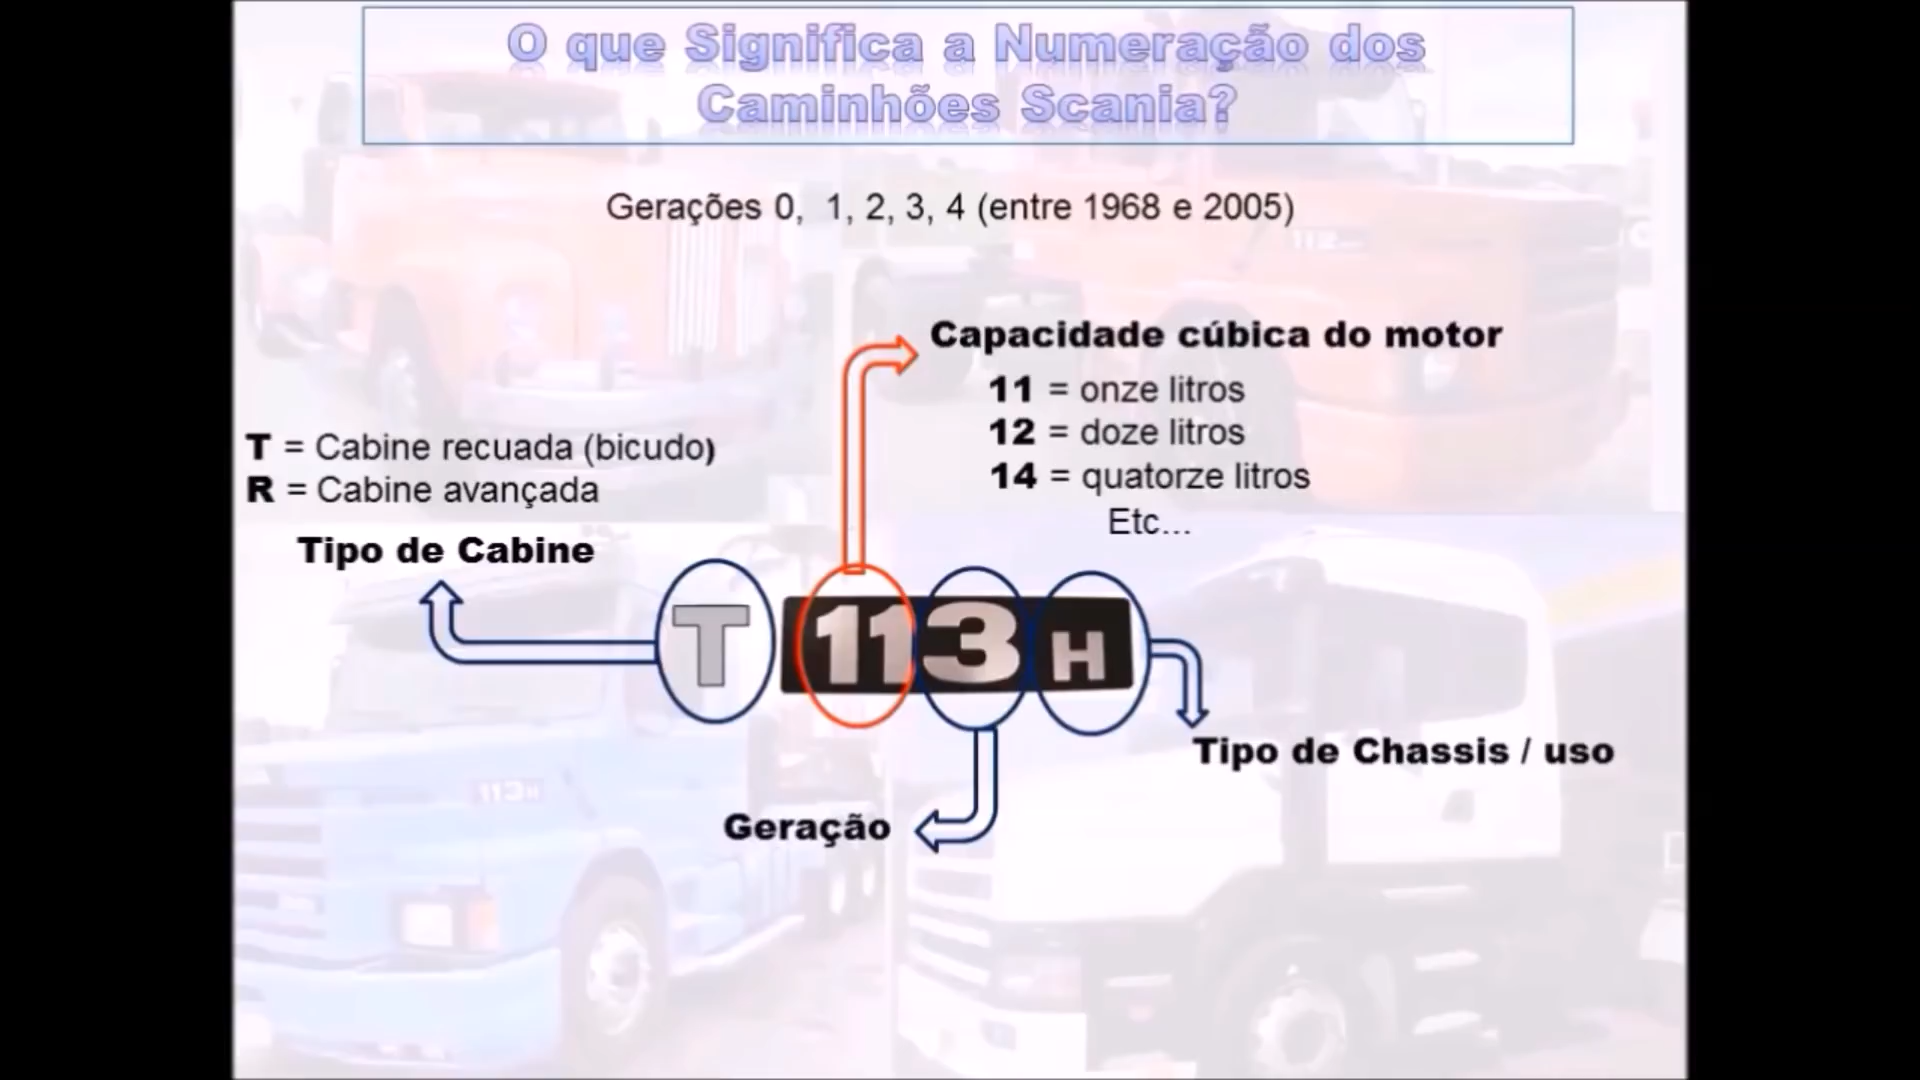 O que Significa a Numeração dos
Caminhões Scania?
Gerações 0, 1, 2, 3, 4 (entre 1968 e 2005)
Capacidade cúbica do motor
11 = onze litros
12 = doze litros
14 = quatorze litros
Etc...
T = Cabine recuada (bicudo)
R = Cabine avançada
Tipo de Cabine
T 113 H
Tipo de Chassis / uso
Geração
112
113H